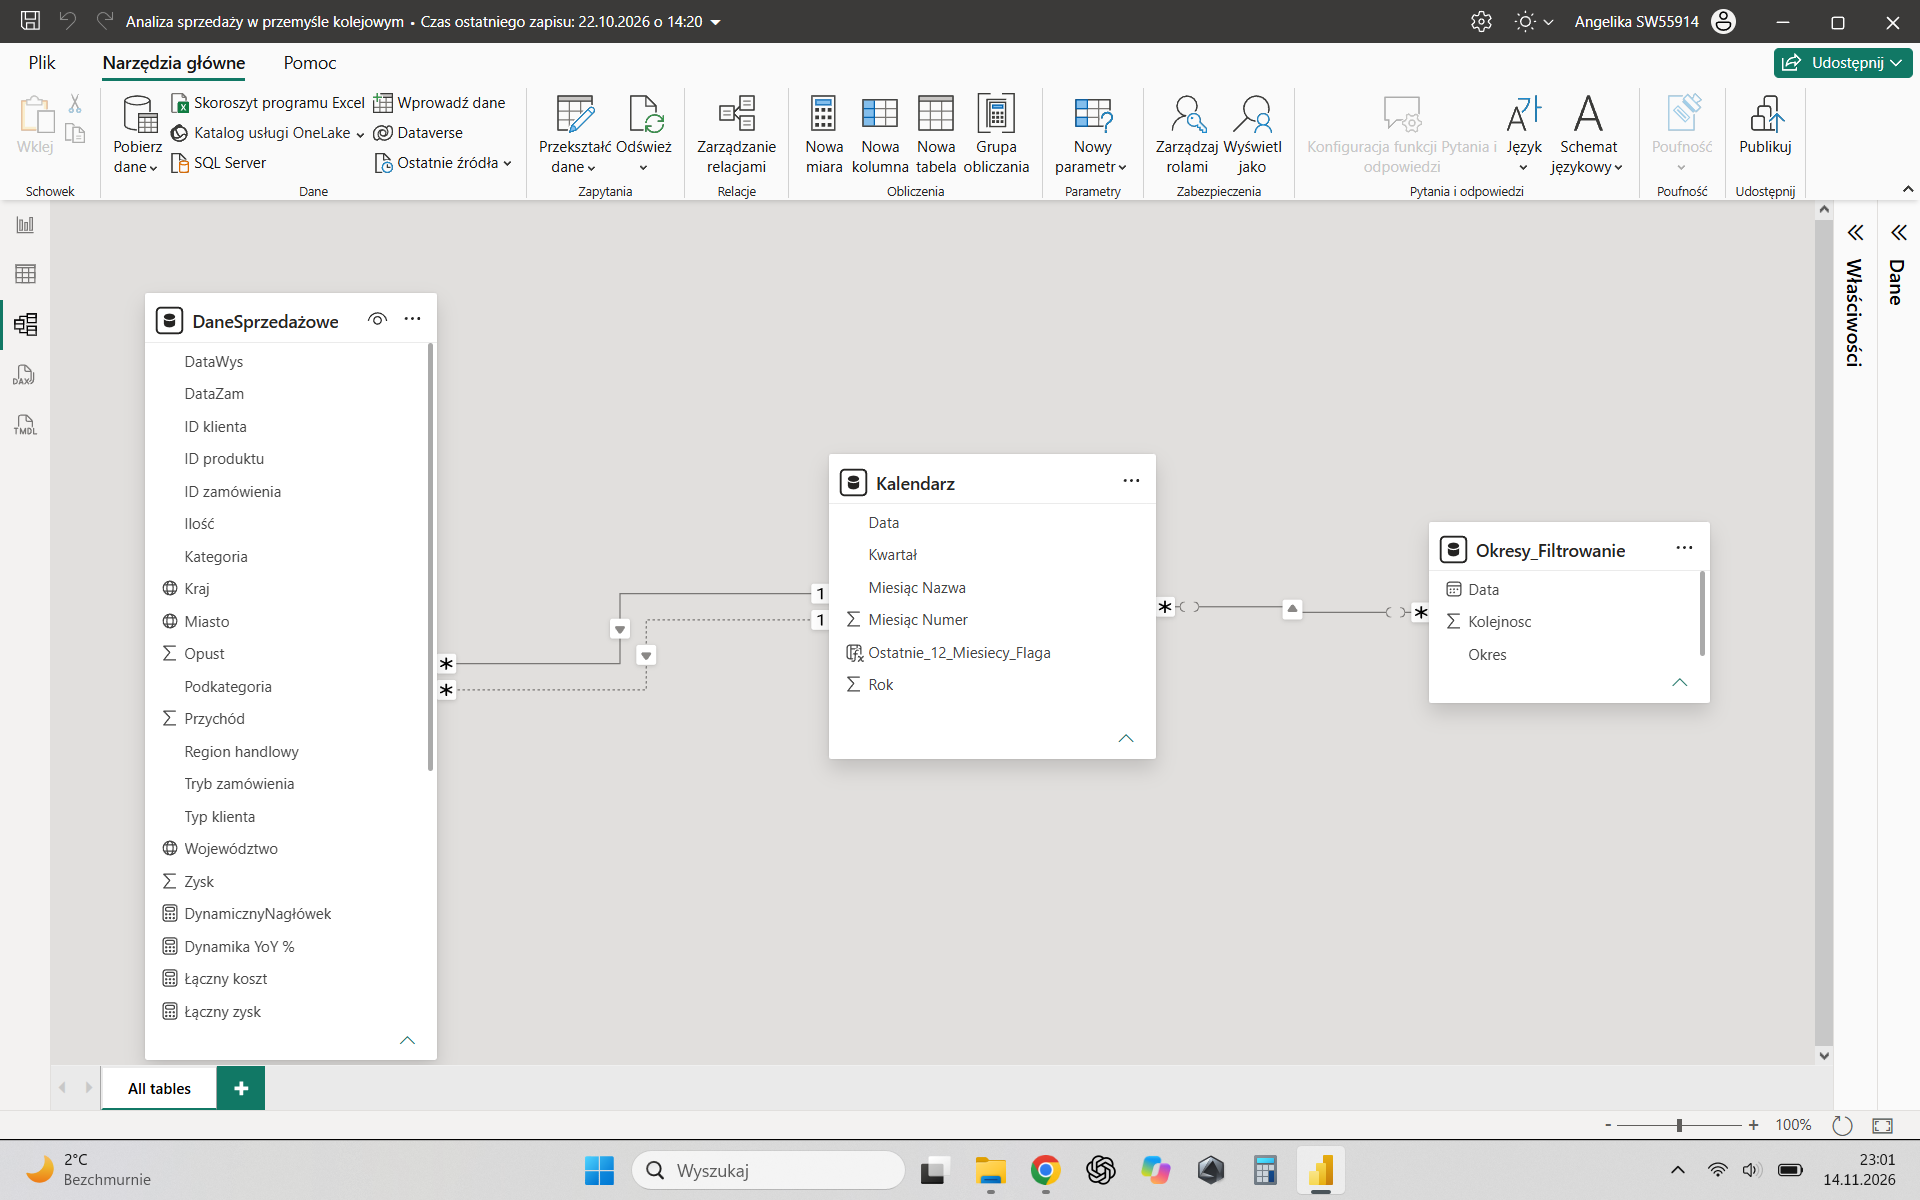 Analiza sprzedaży w przemyśle kolejowym • Czas ostatniego zapisu: 22.10.2026 o 14:20
Angelika SW55914
Plik
Narzędzia główne
Pomoc
Udostępnij
Wklej
Schowek
Pobierz dane
Skoroszyt programu Excel
Katalog usługi OneLake
SQL Server
Wprowadź dane
Dataverse
Ostatnie źródła
Dane
Przekształć dane
Odśwież
Zapytania
Zarządzanie relacjami
Relacje
Nowa miara
Nowa kolumna
Nowa tabela
Grupa obliczania
Obliczenia
Nowy parametr
Parametry
Zarządzaj rolami
Wyświetl jako
Zabezpieczenia
Konfiguracja funkcji Pytania i odpowiedzi
Język
Schemat językowy
Pytania i odpowiedzi
Poufność
Poufność
Publikuj
Udostępnij
DAX
TMDL
DaneSprzedażowe
DataWys
DataZam
ID klienta
ID produktu
ID zamówienia
Ilość
Kategoria
Kraj
Miasto
Opust
Podkategoria
Przychód
Region handlowy
Tryb zamówienia
Typ klienta
Województwo
Zysk
DynamicznyNagłówek
Dynamika YoY %
Łączny koszt
Łączny zysk
*
*
1
1
Kalendarz
Data
Kwartał
Miesiąc Nazwa
Miesiąc Numer
Ostatnie_12_Miesiecy_Flaga
Rok
*
*
Okresy_Filtrowanie
Data
Kolejnosc
Okres
Właściwości
Dane
All tables
+
- + 100%
2°C
Bezchmurnie
Wyszukaj
23:01
14.11.2026